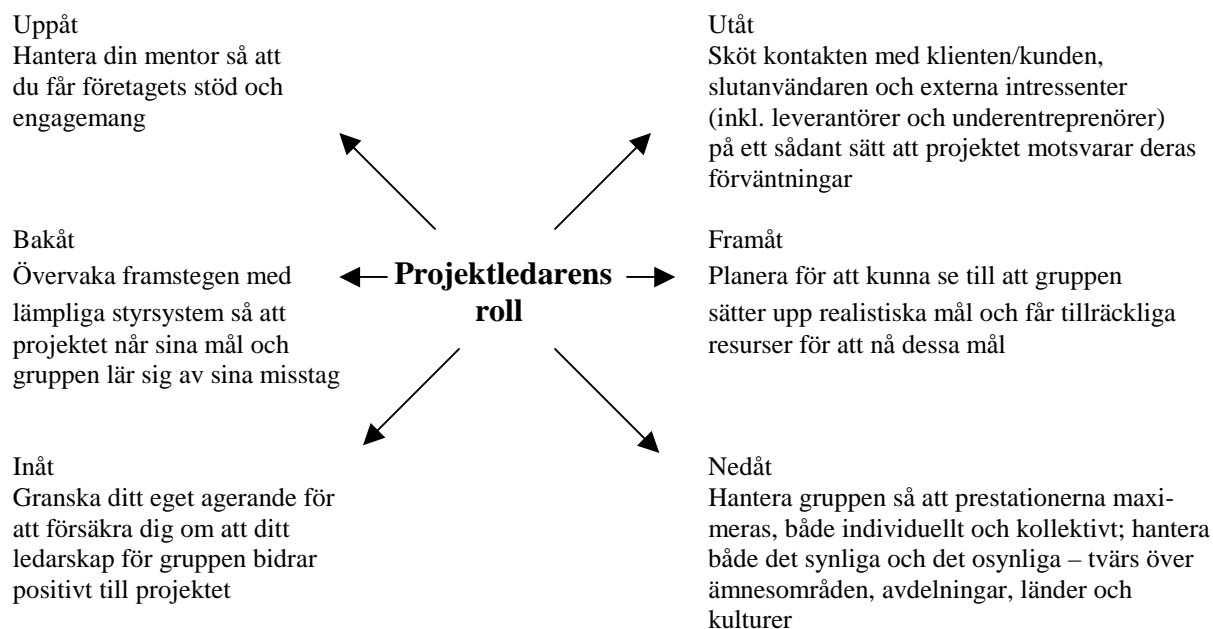 Uppåt
Hantera din mentor så att
du får företagets stöd och
engagemang
Utåt
Sköt kontakten med klienten/kunden,
slutanvändaren och externa intressenter
(inkl. leverantörer och underentreprenörer)
på ett sådant sätt att projektet motsvarar deras
förväntningar
Bakåt
Övervaka framstegen med
lämpliga styrsystem så att
projektet når sina mål och
gruppen lär sig av sina misstag
Projektledarens
roll
Framåt
Planera för att kunna se till att gruppen
sätter upp realistiska mål och får tillräckliga
resurser för att nå dessa mål
Inåt
Granska ditt eget agerande för
att försäkra dig om att ditt
ledarskap för gruppen bidrar
positivt till projektet
Nedåt
Hantera gruppen så att prestationerna maxi-
meras, både individuellt och kollektivt; hantera
både det synliga och det osynliga – tvärs över
ämnesområden, avdelningar, länder och
kulturer